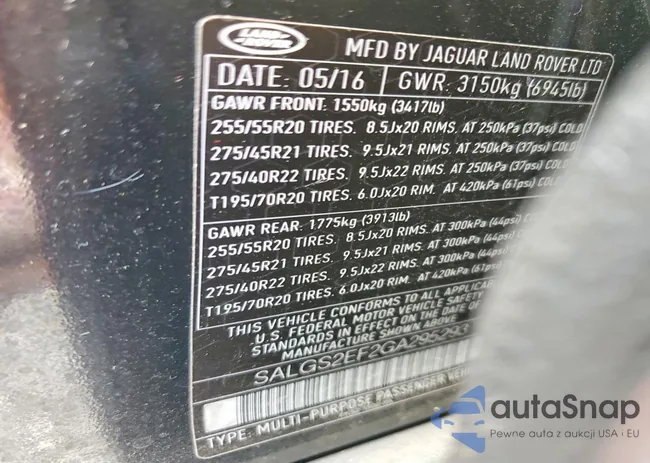 LAND ROVER
MFD BY JAGUAR LAND ROVER LTD
DATE: 05/16 GWR: 3150kg (6945lb)
GAWR FRONT: 1550kg (3417lb)
255/55R20 TIRES. 8.5Jx20 RIMS. AT 250kPa (37psi) COLD
275/45R21 TIRES. 9.5Jx21 RIMS. AT 250kPa (37psi) COLD
275/40R22 TIRES. 9.5Jx22 RIMS. AT 250kPa (37psi)
T195/70R20 TIRES. 6.0Jx20 RIM. AT 420kPa (61psi)
GAWR REAR: 1775kg (3913lb)
255/55R20 TIRES. 8.5Jx20 RIMS. AT 300kPa (44psi)
275/45R21 TIRES. 9.5Jx21 RIMS. AT 300kPa (44psi)
275/40R22 TIRES. 9.5Jx22 RIMS. AT 300kPa (44psi)
T195/70R20 TIRES. 6.0Jx20 RIM. AT 420kPa (61psi)
THIS VEHICLE CONFORMS TO ALL APPLICABLE
U.S. FEDERAL MOTOR VEHICLE SAFETY
STANDARDS IN EFFECT ON THE DATE OF
MANUFACTURE SHOWN ABOVE
SALGS2EF2GA295293
TYPE: MULTI-PURPOSE PASSENGER
autaSnap
Pewne auta z aukcji USA i EU